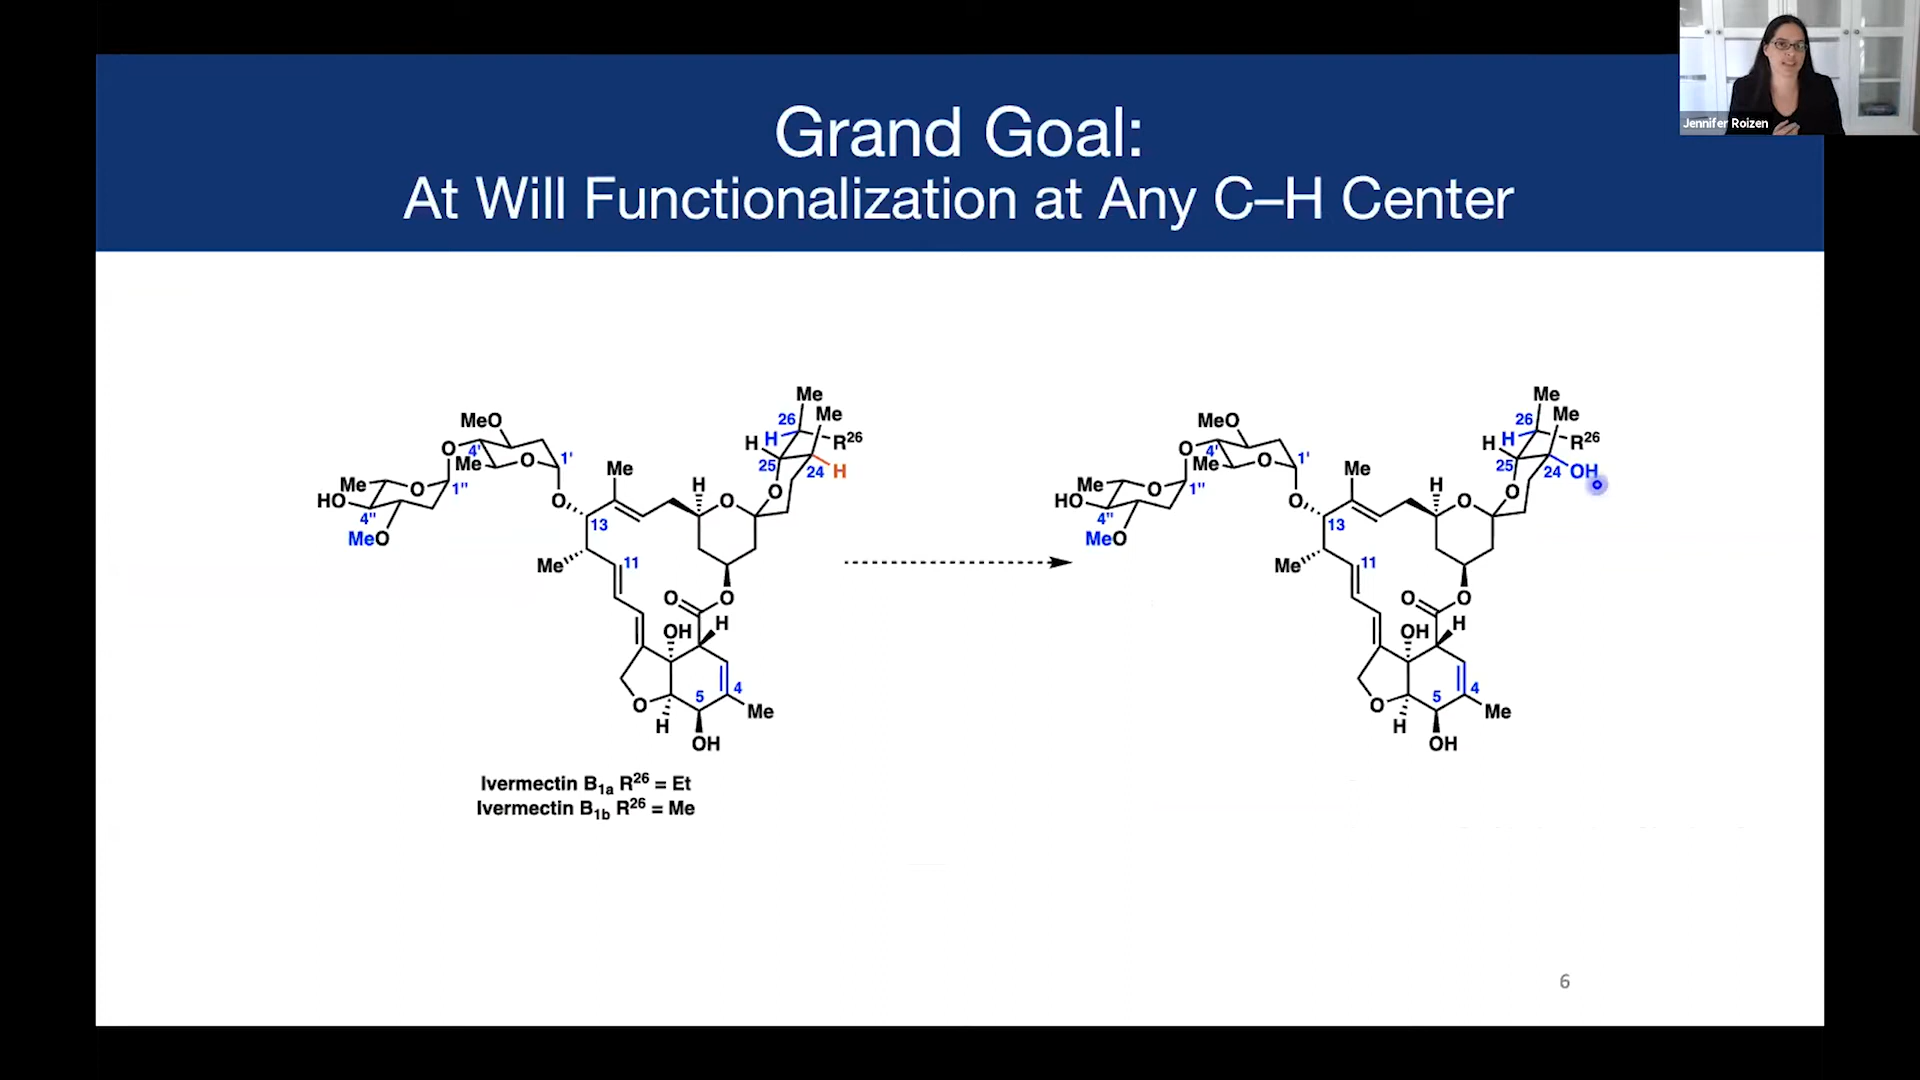 Jennifer Roizen
Grand Goal:
At Will Functionalization at Any C–H Center
Me
Me
26
H
H
R²⁶
25
24
H
MeO
O
4'
Me
O
1'
Me
O
1"
HO
4"
MeO
O
13
Me
H
O
O
Me
11
O
O
OH
H
5
4
O
H
Me
OH
Ivermectin B₁ₐ R²⁶ = Et
Ivermectin B₁b R²⁶ = Me
Me
Me
26
H
H
R²⁶
25
24
OH
MeO
O
4'
Me
O
1'
Me
O
1"
HO
4"
MeO
O
13
Me
H
O
O
Me
11
O
O
OH
H
5
4
O
H
Me
OH
6